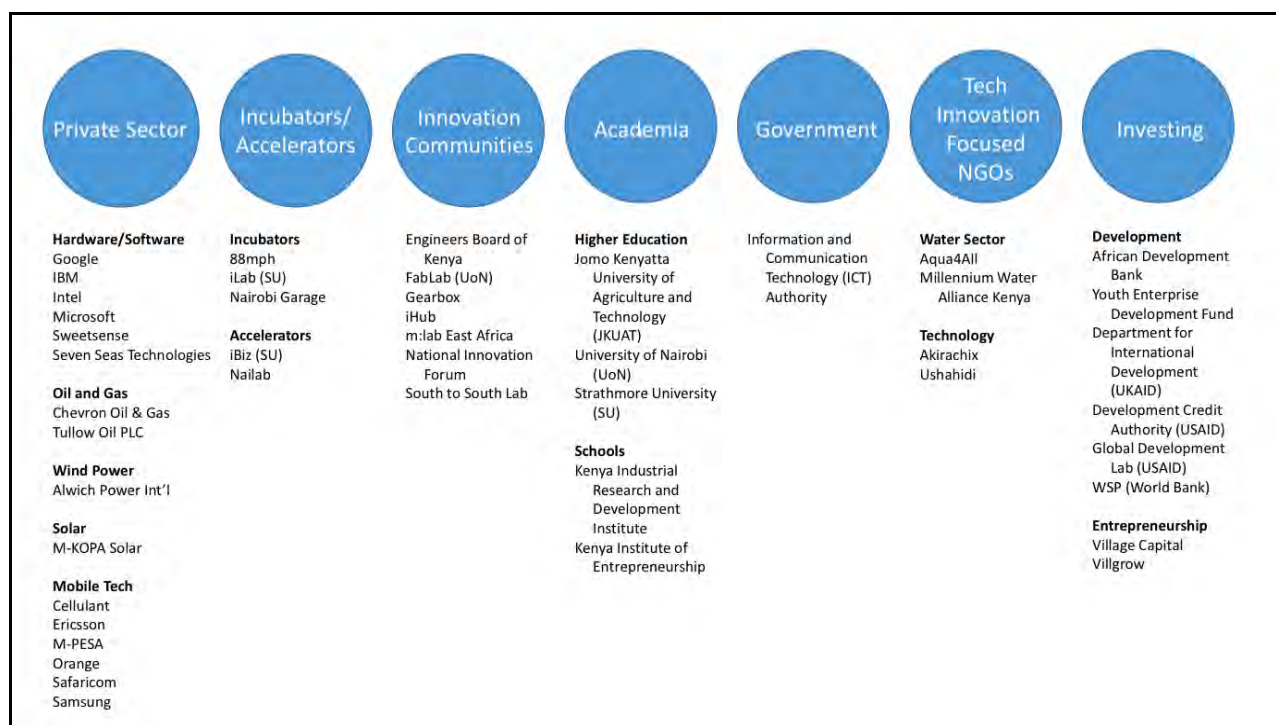 Private Sector
Hardware/Software
Google
IBM
Intel
Microsoft
Sweetsense
Seven Seas Technologies
Oil and Gas
Chevron Oil & Gas
Tullow Oil PLC
Wind Power
Alwich Power Int’l
Solar
M-KOPA Solar
Mobile Tech
Cellulant
Ericsson
M-PESA
Orange
Safaricom
Samsung
Incubators/
Accelerators
Incubators
88mph
iLab (SU)
Nairobi Garage
Accelerators
iBiz (SU)
Nailab
Innovation
Communities
Engineers Board of
Kenya
FabLab (UoN)
Gearbox
iHub
m:lab East Africa
National Innovation
Forum
South to South Lab
Academia
Higher Education
Jomo Kenyatta
University of
Agriculture and
Technology
(JKUAT)
University of Nairobi
(UoN)
Strathmore University
(SU)
Schools
Kenya Industrial
Research and
Development
Institute
Kenya Institute of
Entrepreneurship
Government
Information and
Communication
Technology (ICT)
Authority
Tech
Innovation
Focused
NGOs
Water Sector
Aqua4All
Millennium Water
Alliance Kenya
Technology
Akirachix
Ushahidi
Investing
Development
African Development
Bank
Youth Enterprise
Development Fund
Department for
International
Development
(UKAID)
Development Credit
Authority (USAID)
Global Development
Lab (USAID)
WSP (World Bank)
Entrepreneurship
Village Capital
Villgrow